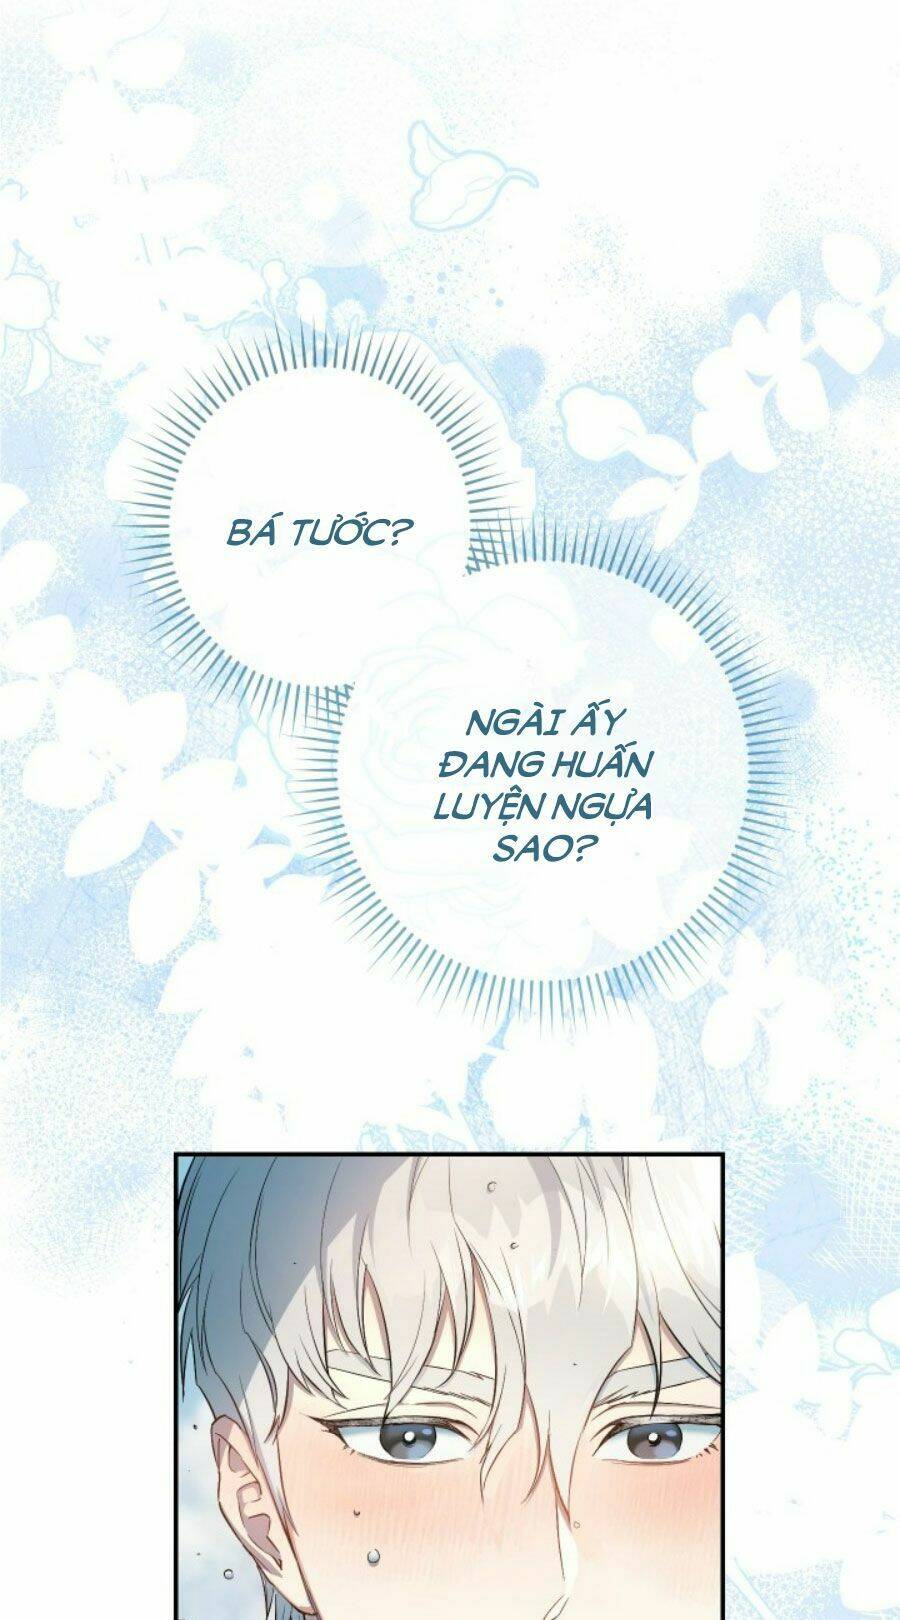 BÁ TƯỚC?
NGÀI ẤY
ĐANG HUẤN
LUYỆN NGỰA
SAO?